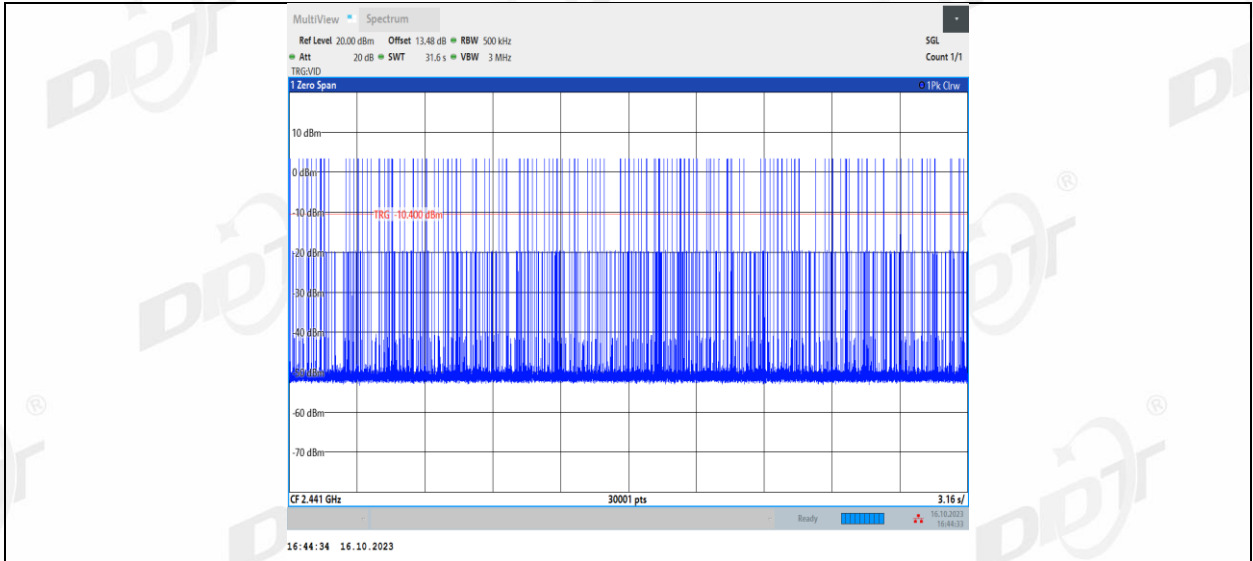 MultiView Spectrum
Ref Level 20.00 dBm Offset 13.48 dB RBW 500 kHz SGL
Att 20 dB SWT 31.6 s VBW 3 MHz Count 1/1
TRG:VID
1 Zero Span 1Pk Clrw
10 dBm
0 dBm
-10 dBm
TRG -10.400 dBm
-20 dBm
-30 dBm
-40 dBm
-50 dBm
-60 dBm
-70 dBm
CF 2.441 GHz 30001 pts 3.16 s/
Ready 16.10.2023
16:44:33
16:44:34 16.10.2023
DDT ®